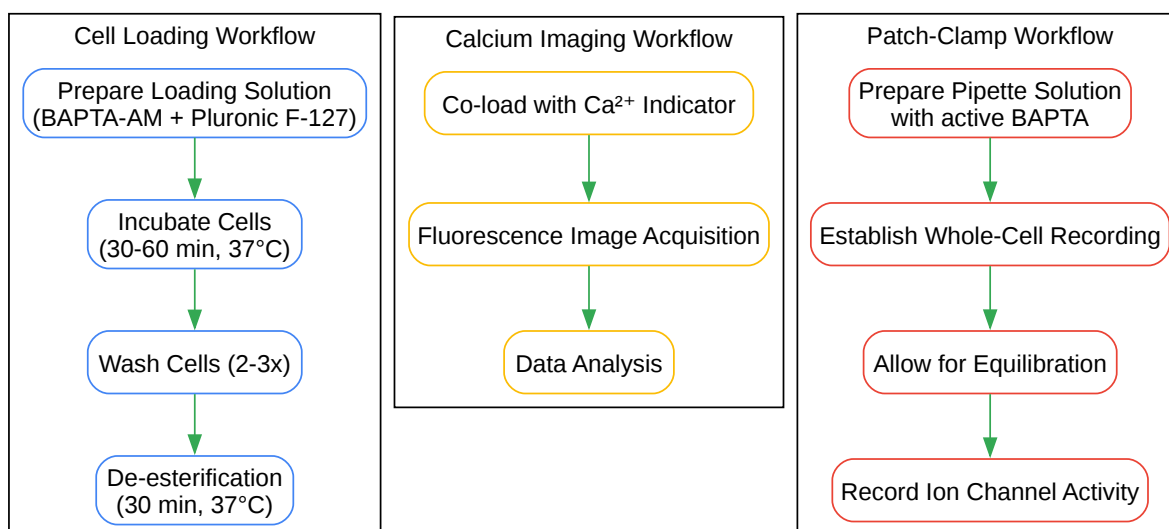 Cell Loading Workflow
Prepare Loading Solution
(BAPTA-AM + Pluronic F-127)
Incubate Cells
(30-60 min, 37°C)
Wash Cells (2-3x)
De-esterification
(30 min, 37°C)
Calcium Imaging Workflow
Co-load with Ca²⁺ Indicator
Fluorescence Image Acquisition
Data Analysis
Patch-Clamp Workflow
Prepare Pipette Solution
with active BAPTA
Establish Whole-Cell Recording
Allow for Equilibration
Record Ion Channel Activity